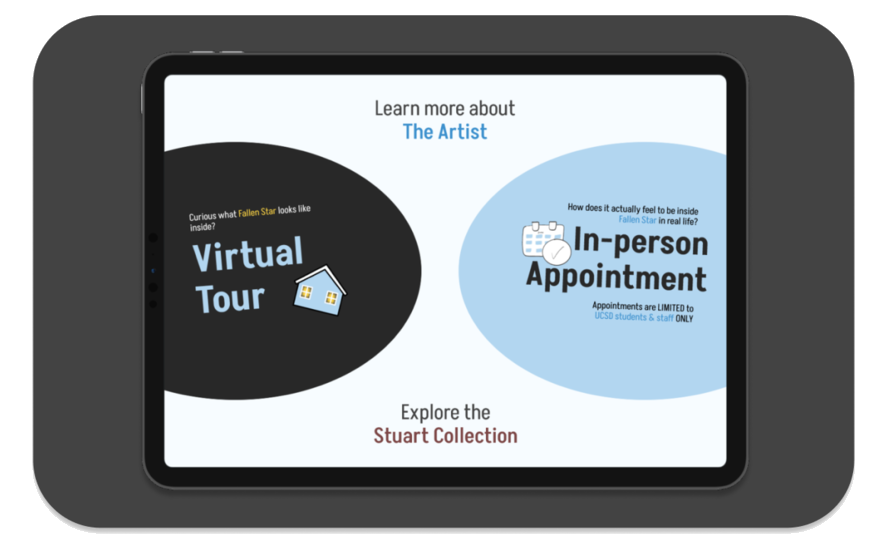 Learn more about
The Artist
Curious what Fallen Star looks like
inside?
Virtual
Tour
How does it actually feel to be inside
Fallen Star in real life?
In-person
Appointment
Appointments are LIMITED to
UCSD students & staff ONLY
Explore the
Stuart Collection